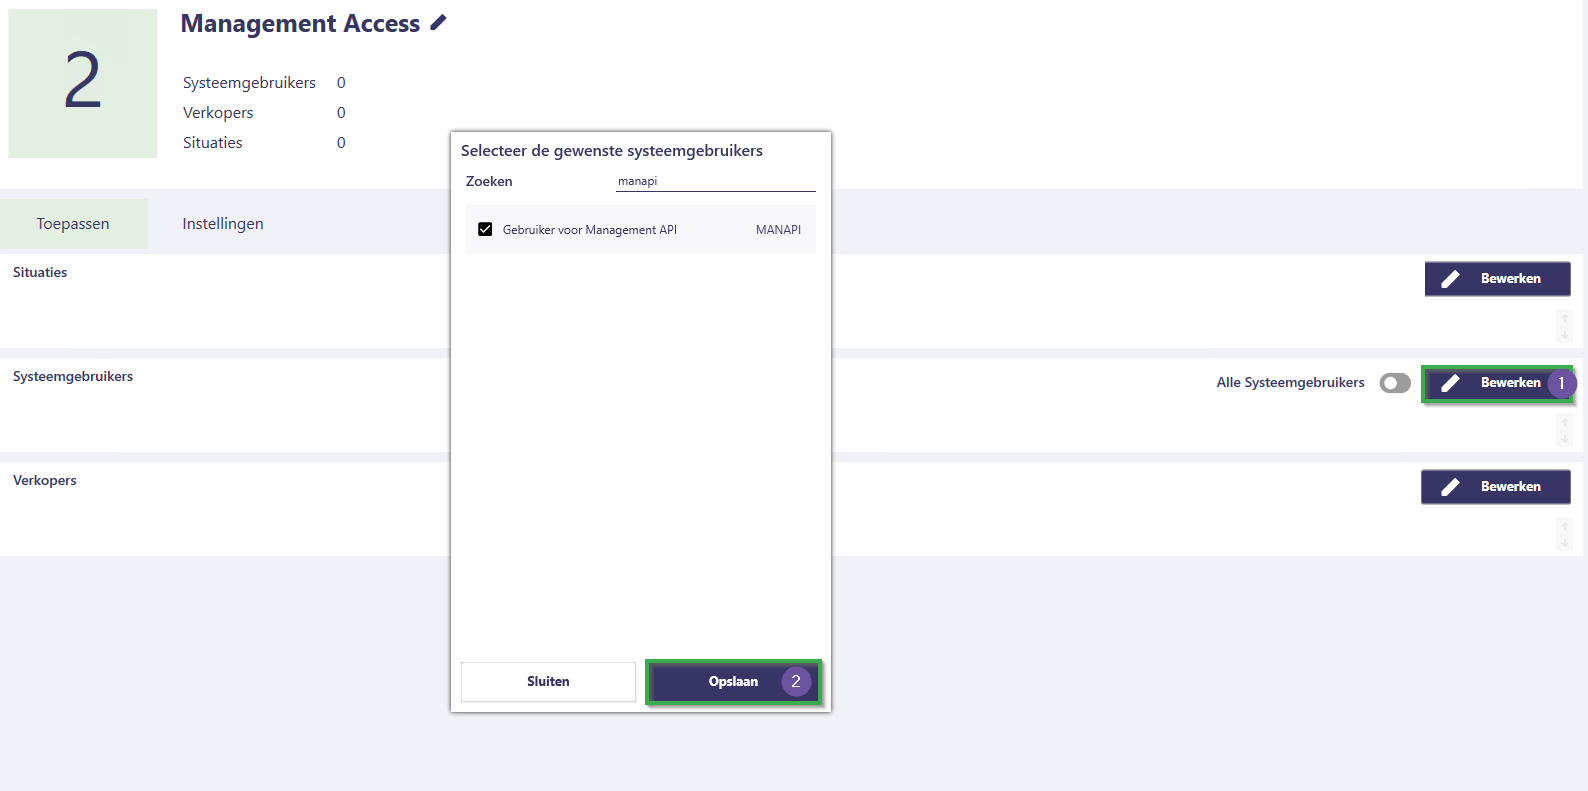 2
Management Access
Systeemgebruikers 0
Verkopers 0
Situaties 0
Toepassen
Instellingen
Selecteer de gewenste systeemgebruikers
Zoeken manapi
Gebruiker voor Management API MANAPI
Sluiten
Opslaan 2
Situaties
Bewerken
Systeemgebruikers
Alle Systeemgebruikers
Bewerken 1
Verkopers
Bewerken